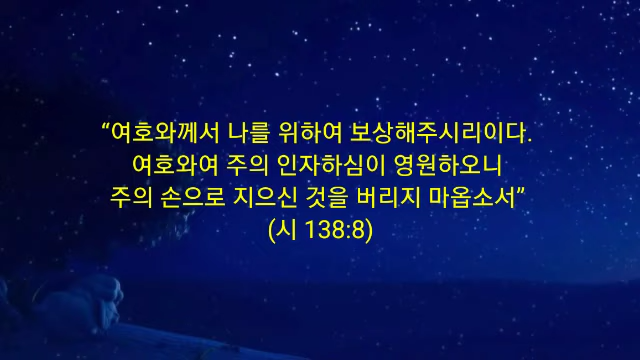 “여호와께서 나를 위하여 보상해주시리이다.
여호와여 주의 인자하심이 영원하오니
주의 손으로 지으신 것을 버리지 마옵소서”
(시 138:8)